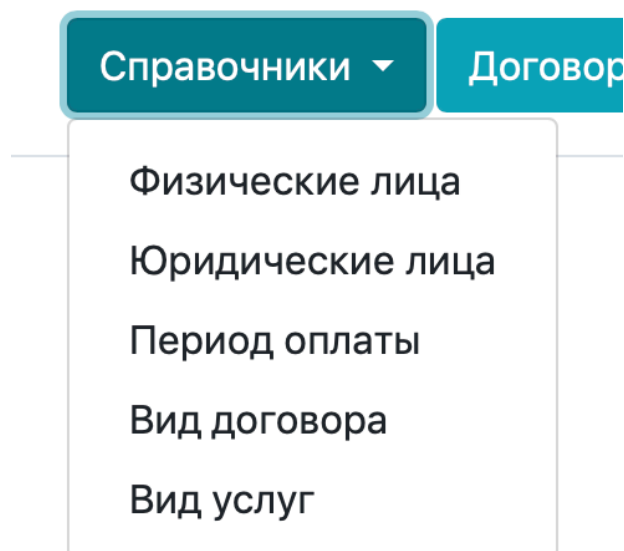 Справочники
Договор
Физические лица
Юридические лица
Период оплаты
Вид договора
Вид услуг